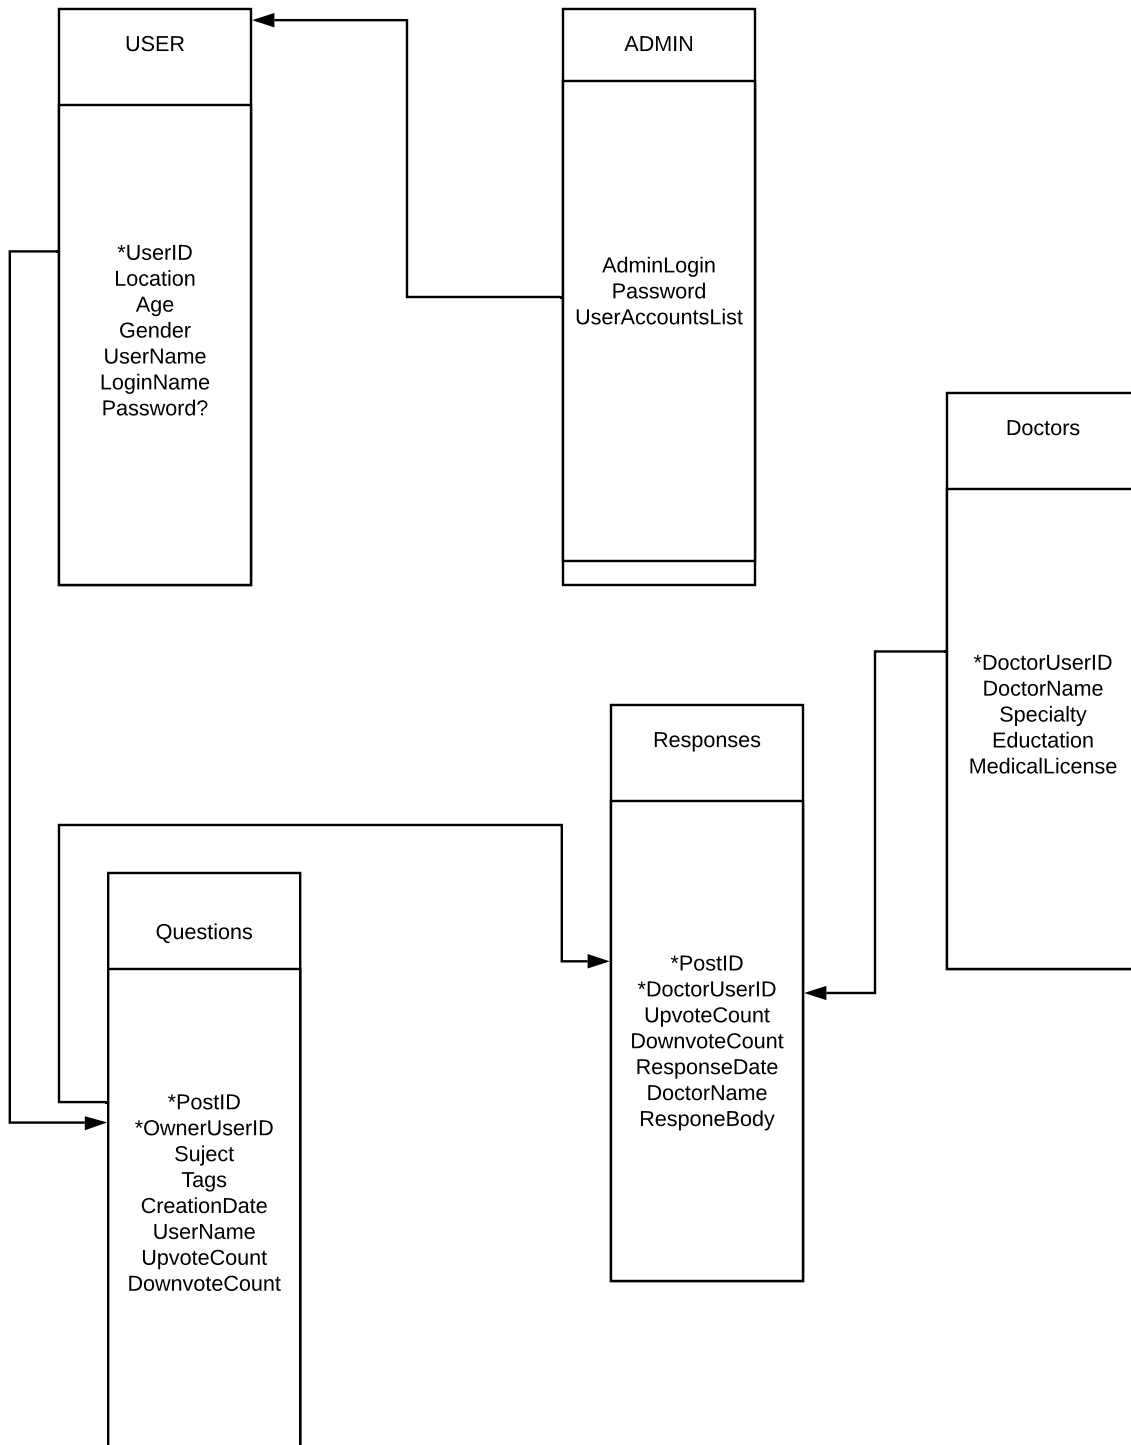 USER
*UserID
Location
Age
Gender
UserName
LoginName
Password?
ADMIN
AdminLogin
Password
UserAccountsList
Doctors
*DoctorUserID
DoctorName
Specialty
Eductation
MedicalLicense
Responses
*PostID
*DoctorUserID
UpvoteCount
DownvoteCount
ResponseDate
DoctorName
ResponeBody
Questions
*PostID
*OwnerUserID
Suject
Tags
CreationDate
UserName
UpvoteCount
DownvoteCount